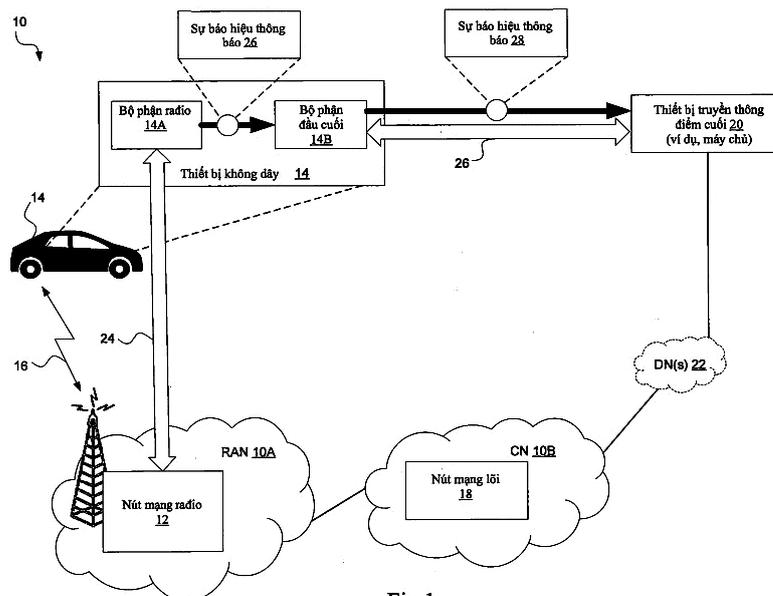 10
Sự báo hiệu thông
báo 26
Sự báo hiệu thông
báo 28
Bộ phận radio
14A
Bộ phận
đầu cuối
14B
Thiết bị truyền thông
điểm cuối 20
(ví dụ, máy chủ)
26
Thiết bị không dây 14
14
24
16
DN(s) 22
RAN 10A
CN 10B
Nút mạng radio
12
Nút mạng lõi
18
Fig.1